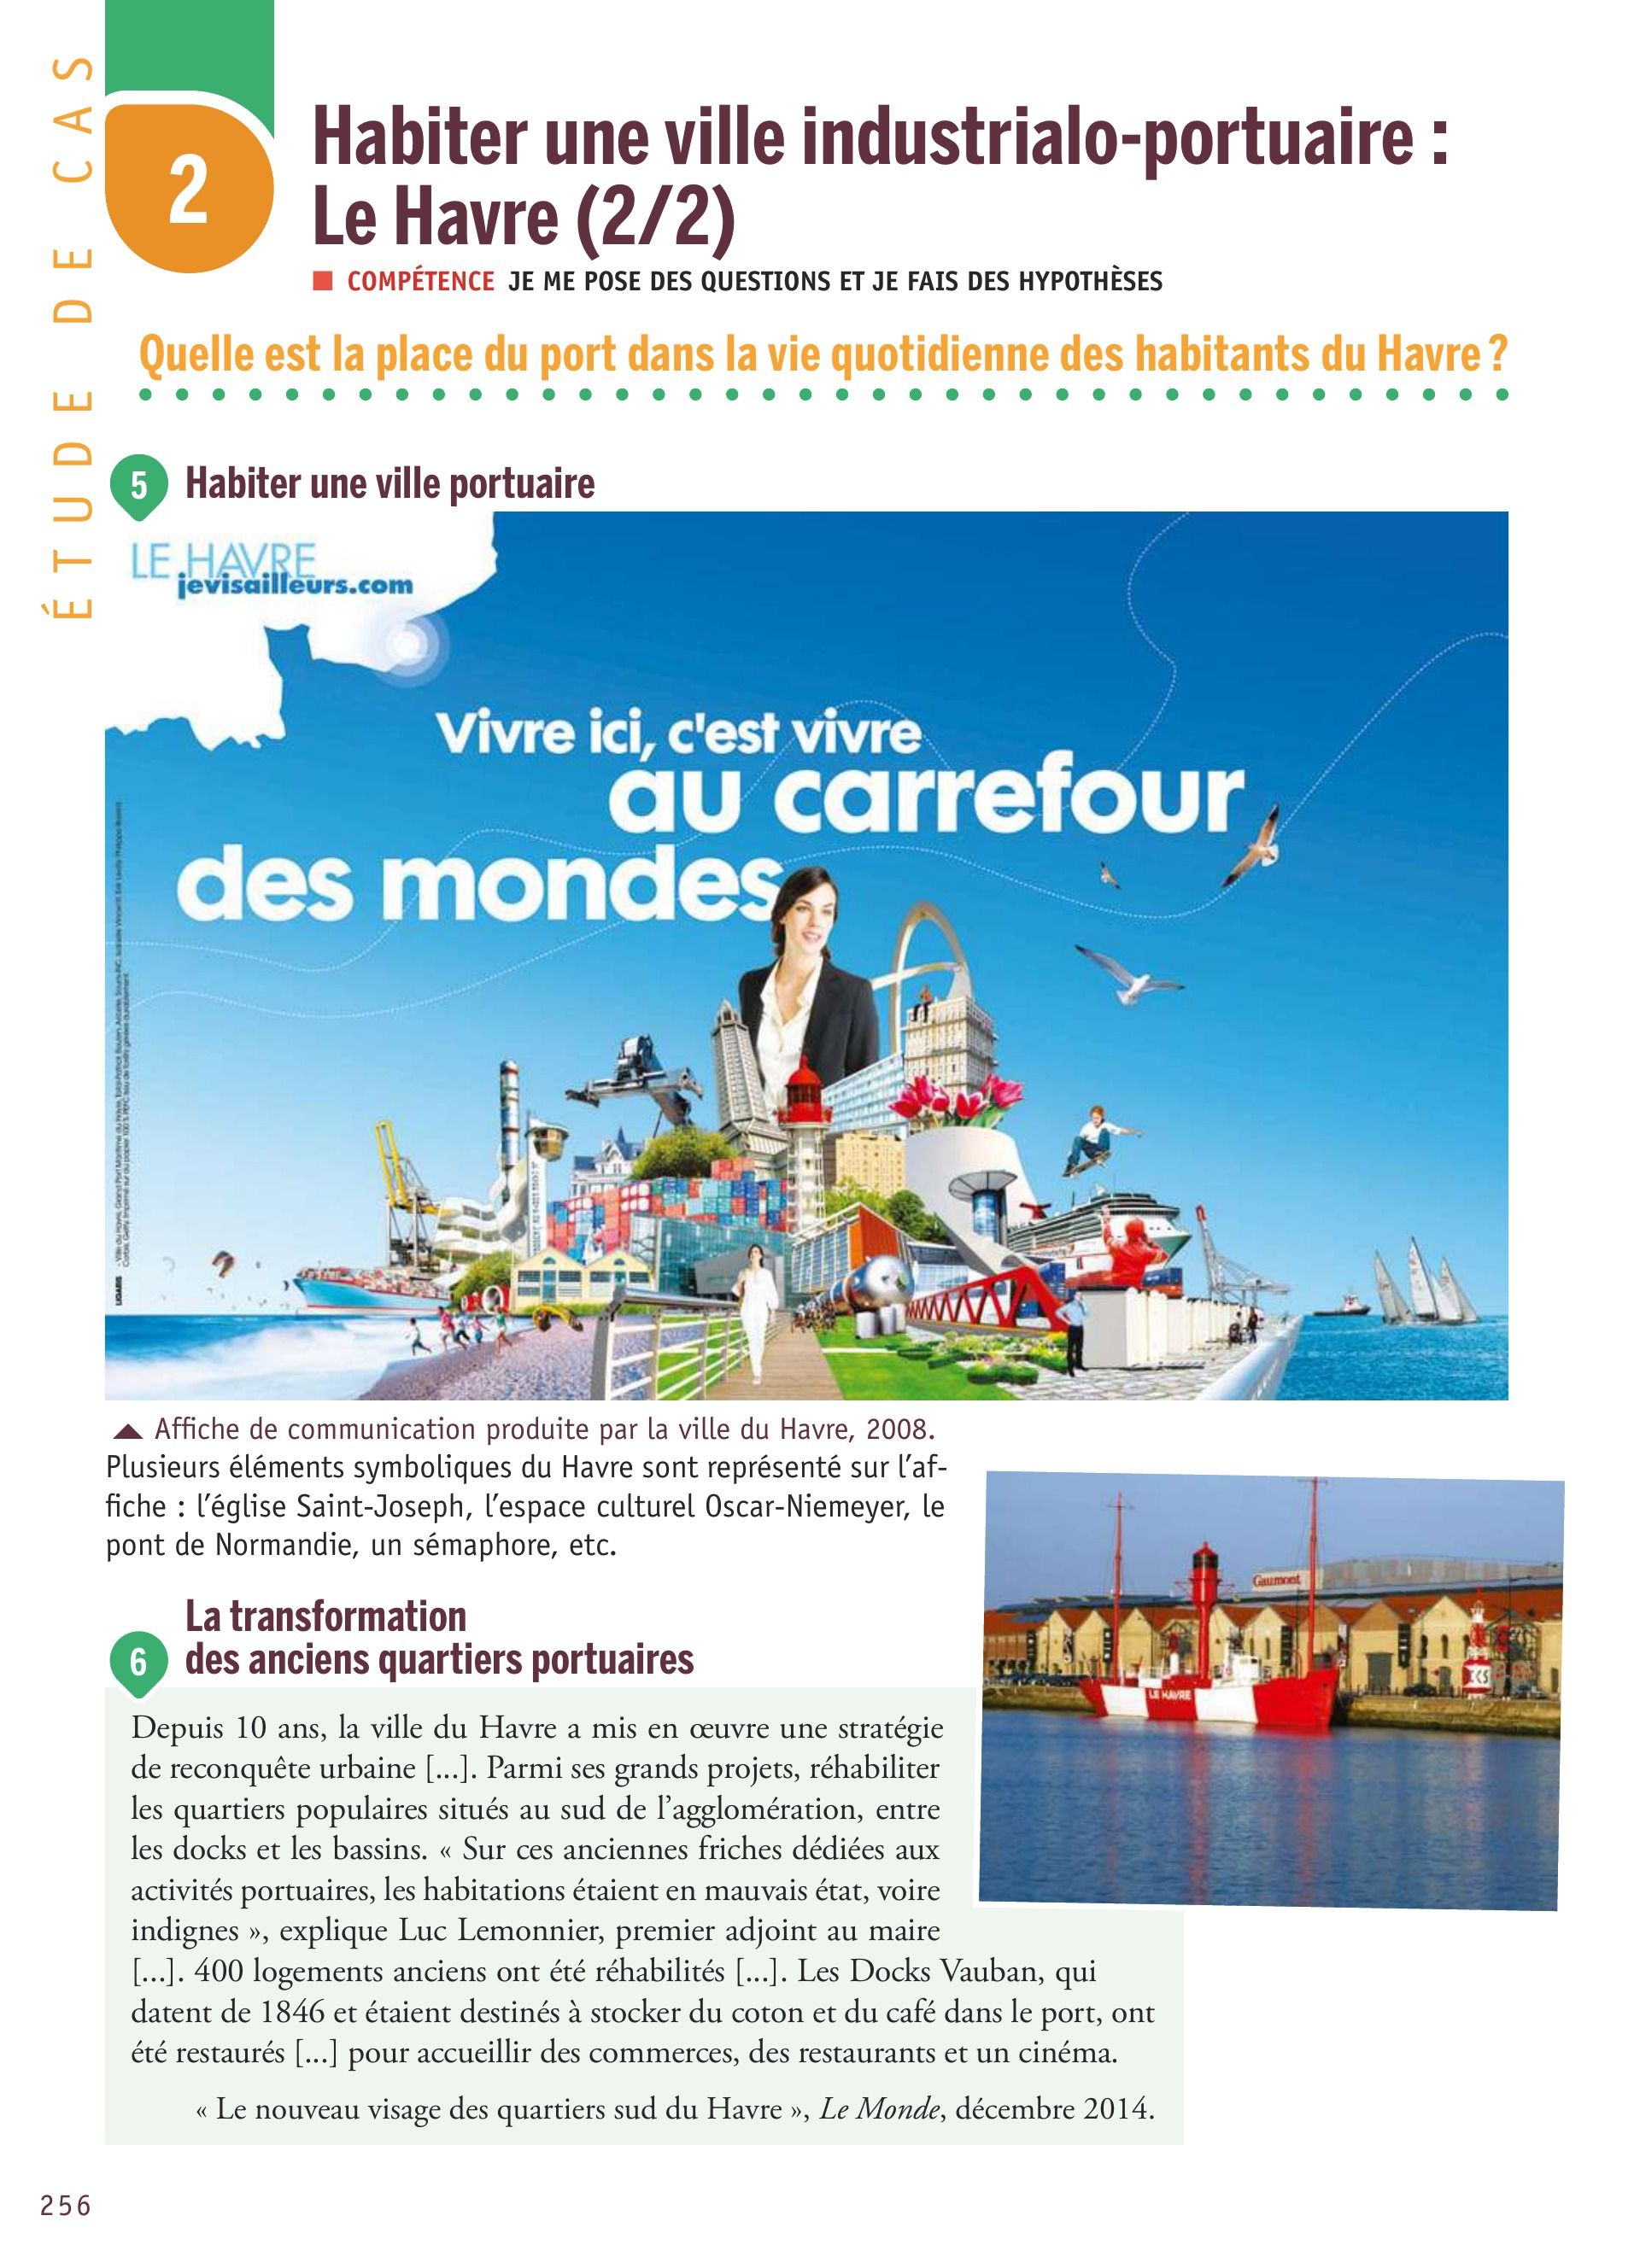 ÉTUDE DE CAS
2
Habiter une ville industrialo-portuaire :
Le Havre (2/2)
COMPÉTENCE JE ME POSE DES QUESTIONS ET JE FAIS DES HYPOTHÈSES
Quelle est la place du port dans la vie quotidienne des habitants du Havre ?
5 Habiter une ville portuaire
LE HAVRE
jevisailleurs.com
Vivre ici, c'est vivre
au carrefour
des mondes
Affiche de communication produite par la ville du Havre, 2008.
Plusieurs éléments symboliques du Havre sont représenté sur l'af-
fiche : l'église Saint-Joseph, l'espace culturel Oscar-Niemeyer, le
pont de Normandie, un sémaphore, etc.
Gaumont
LE HAVRE
6 La transformation
des anciens quartiers portuaires
Depuis 10 ans, la ville du Havre a mis en œuvre une stratégie
de reconquête urbaine [...]. Parmi ses grands projets, réhabiliter
les quartiers populaires situés au sud de l'agglomération, entre
les docks et les bassins. « Sur ces anciennes friches dédiées aux
activités portuaires, les habitations étaient en mauvais état, voire
indignes », explique Luc Lemonnier, premier adjoint au maire
[...]. 400 logements anciens ont été réhabilités [...]. Les Docks Vauban, qui
datent de 1846 et étaient destinés à stocker du coton et du café dans le port, ont
été restaurés [...] pour accueillir des commerces, des restaurants et un cinéma.
« Le nouveau visage des quartiers sud du Havre », Le Monde, décembre 2014.
256